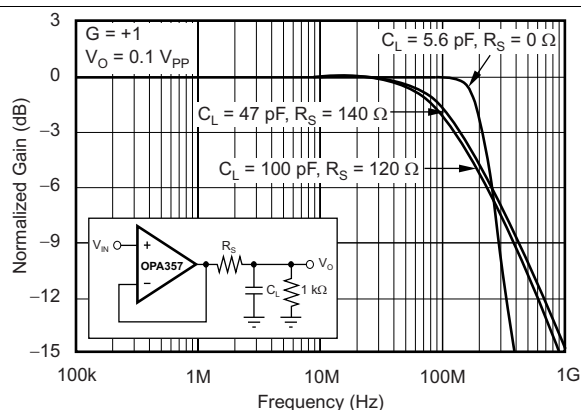 3
0
−3
−6
−9
−12
−15
Normalized Gain (dB)
G = +1
V_O = 0.1 V_PP
C_L = 5.6 pF, R_S = 0 Ω
C_L = 47 pF, R_S = 140 Ω
C_L = 100 pF, R_S = 120 Ω
V_IN
+
−
OPA357
R_S
V_O
C_L
1 kΩ
100k
1M
10M
100M
1G
Frequency (Hz)